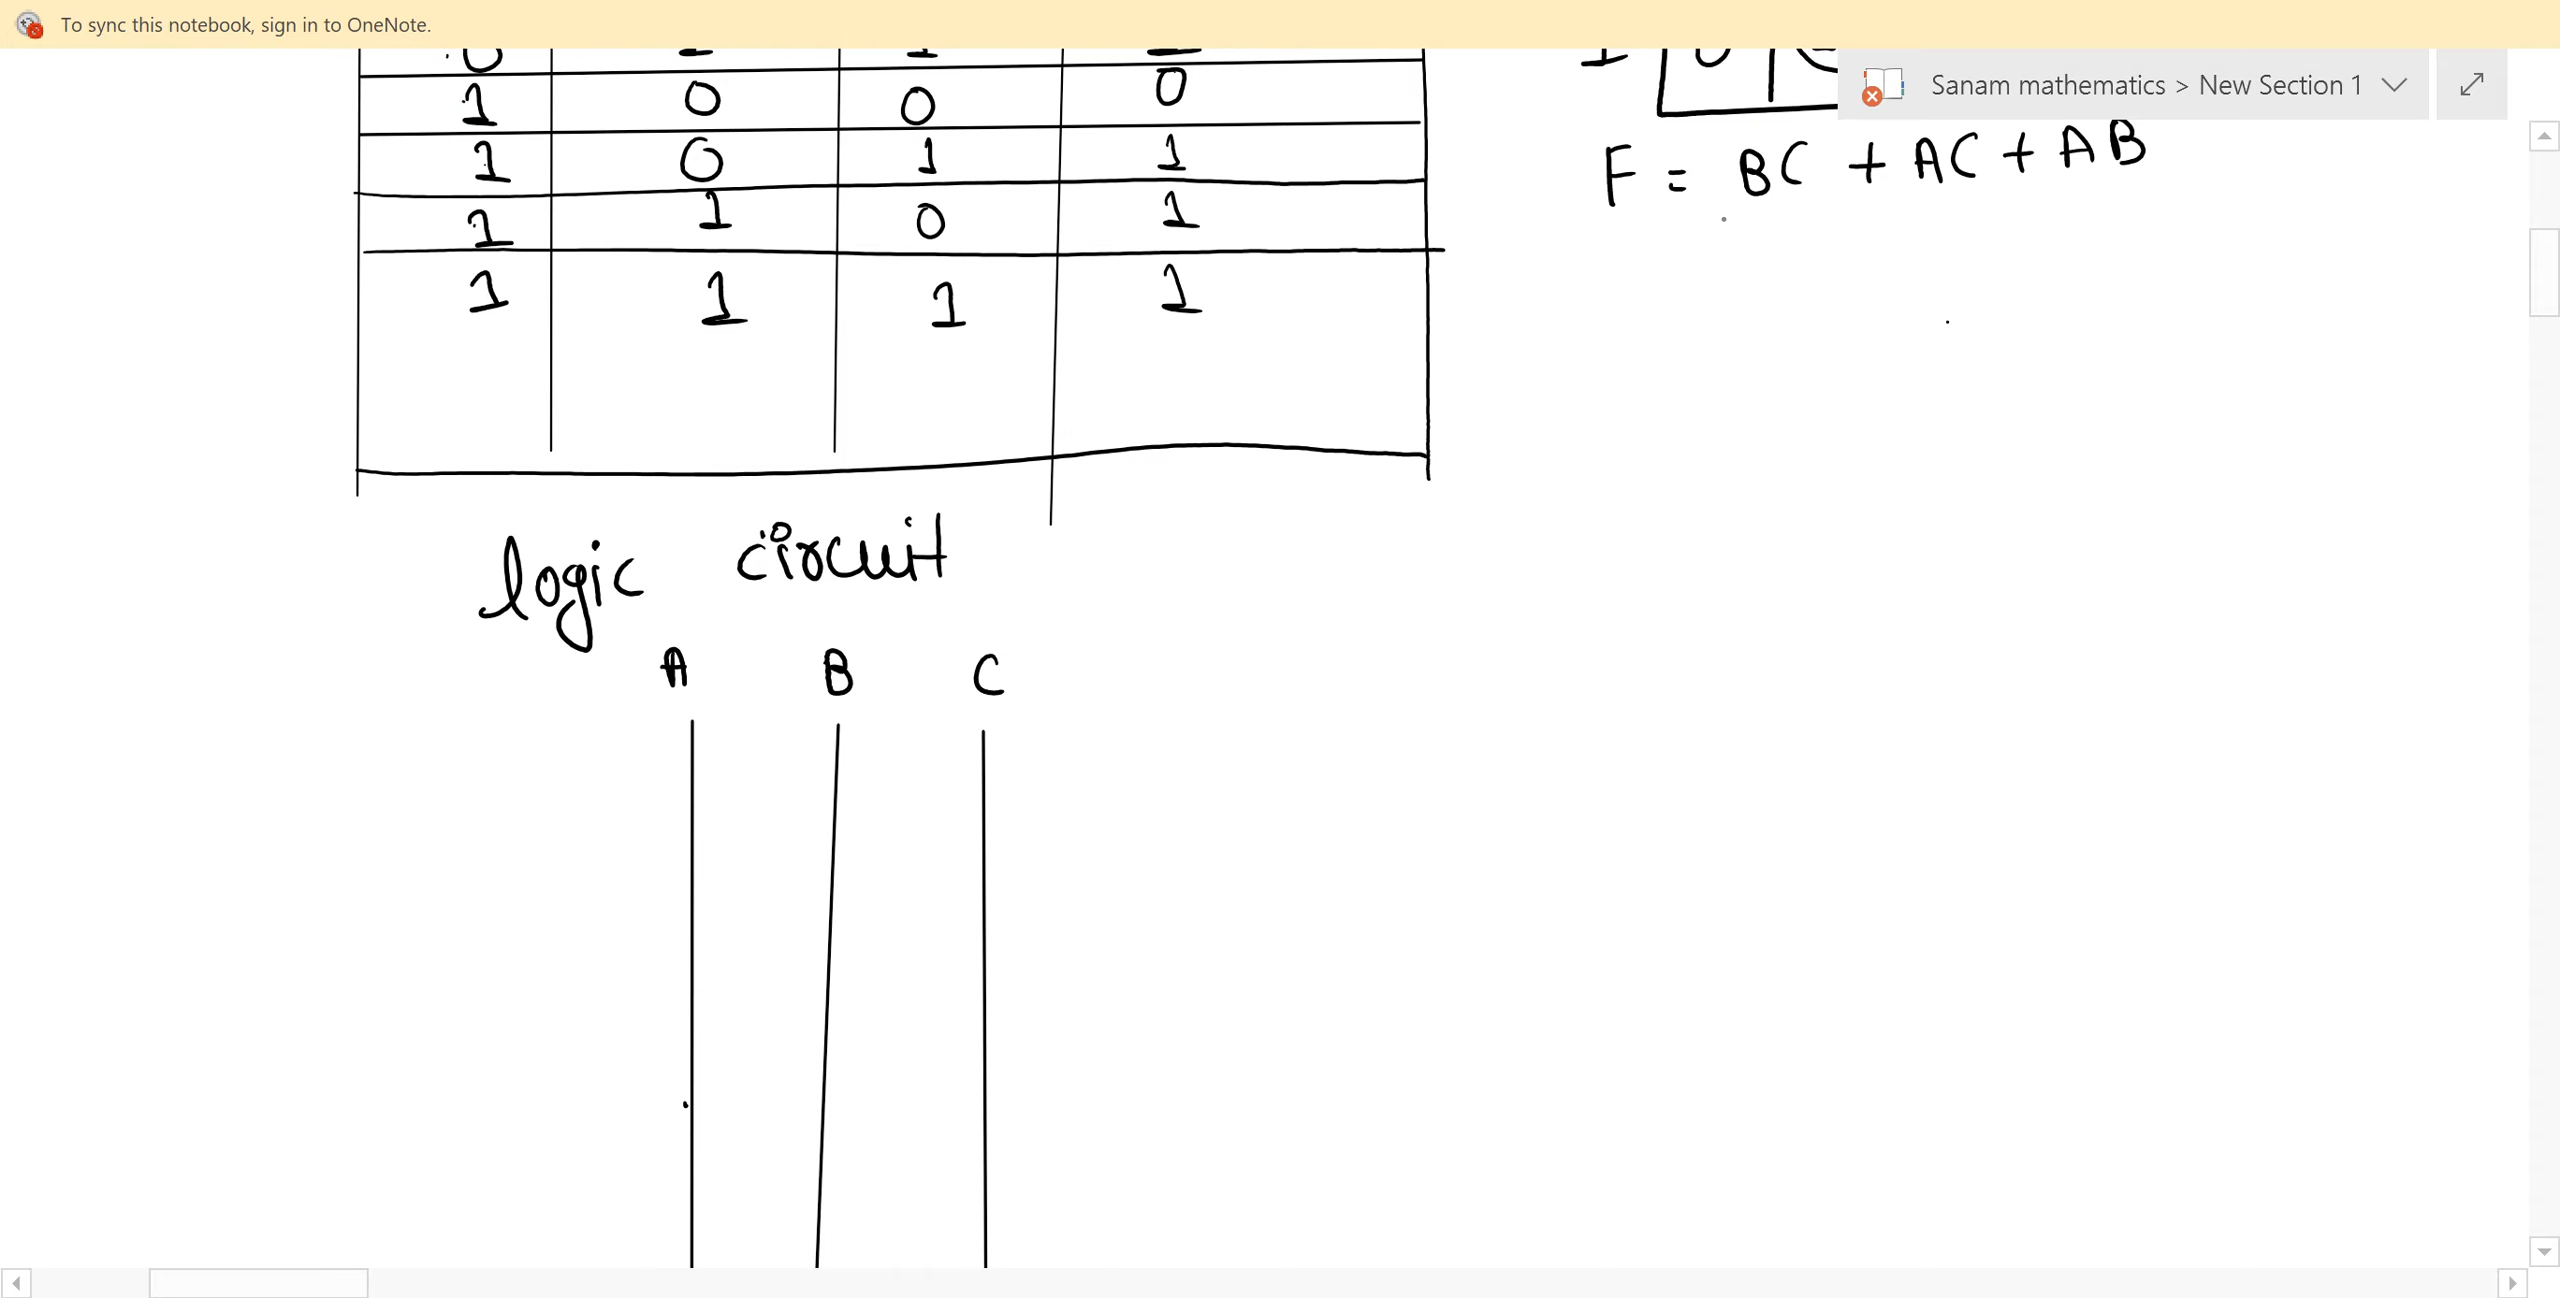 To sync this notebook, sign in to OneNote.
Sanam mathematics > New Section 1
1 0 0 0
1 0 1 1
1 1 0 1
1 1 1 1
F = BC + AC + AB
logic circuit
A B C